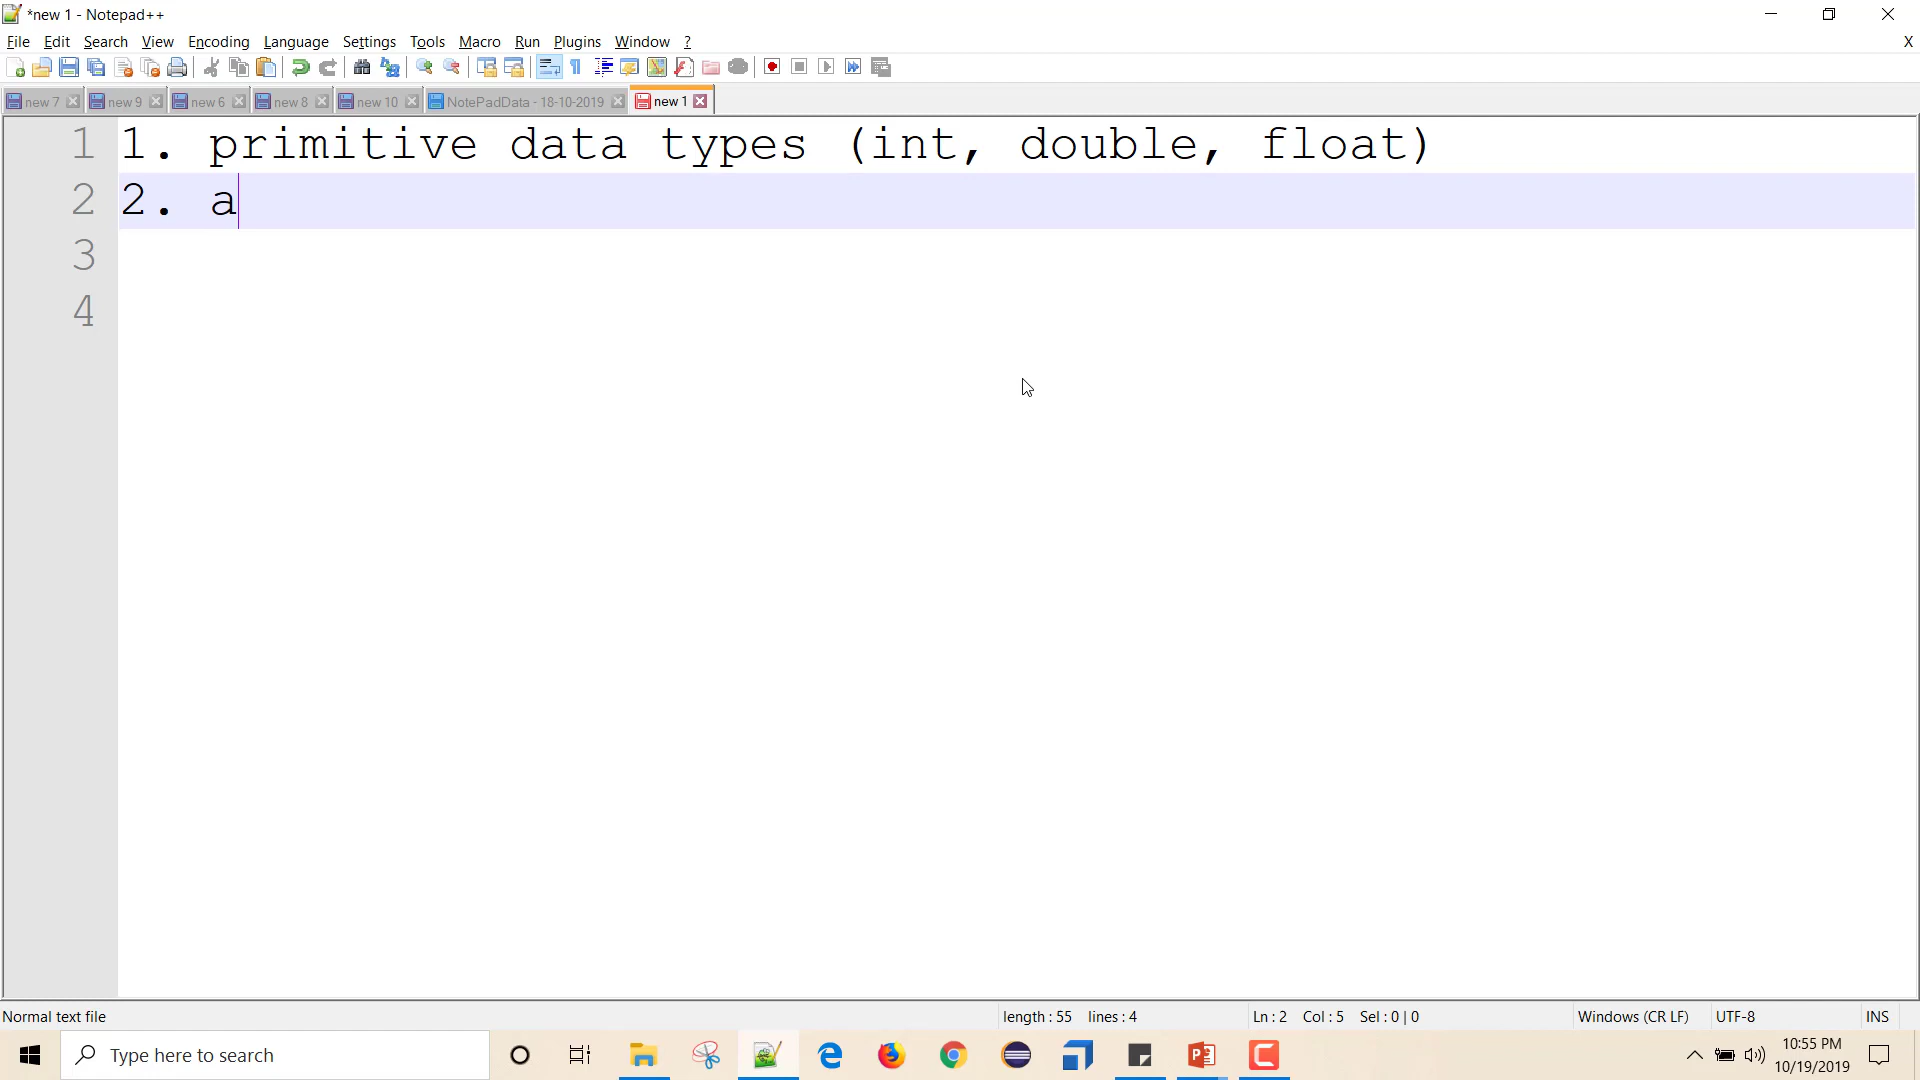 *new 1 - Notepad++
File Edit Search View Encoding Language Settings Tools Macro Run Plugins Window ? X
new 7 new 9 new 6 new 8 new 10 NotePadData - 18-10-2019 new 1
1 1. primitive data types (int, double, float)
2 2. a
3
4
Normal text file length : 55 lines : 4 Ln : 2 Col : 5 Sel : 0 | 0 Windows (CR LF) UTF-8 INS
Type here to search
10:55 PM
10/19/2019